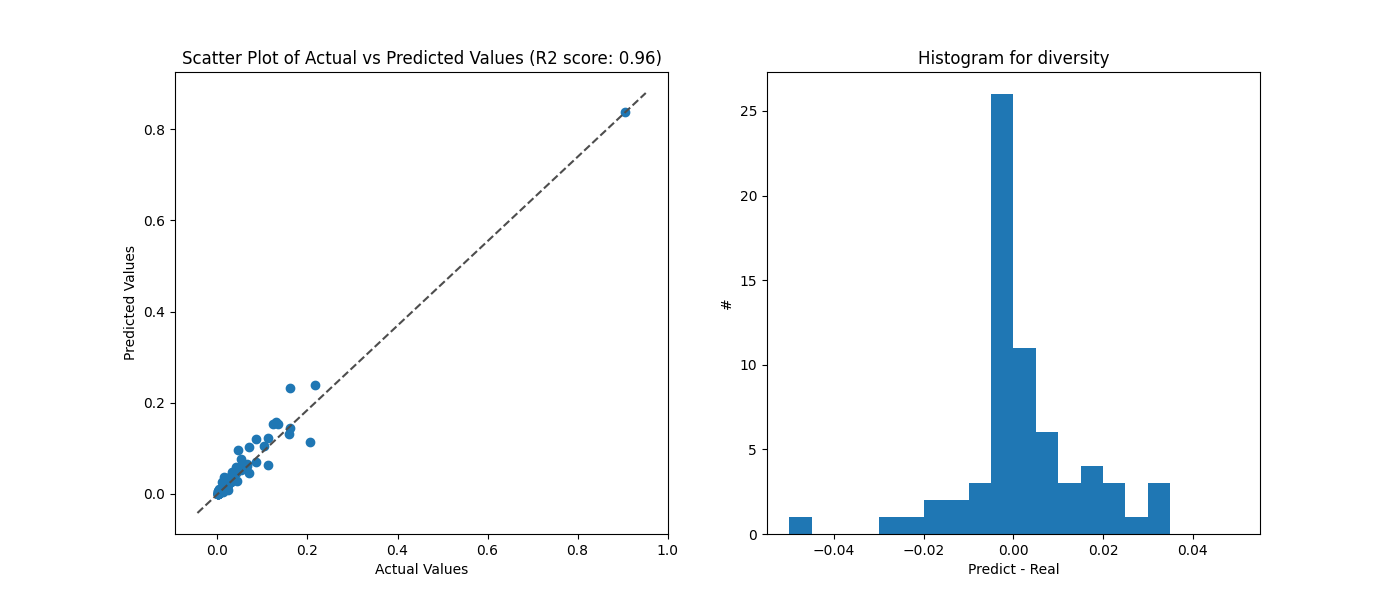 Scatter Plot of Actual vs Predicted Values (R2 score: 0.96)
0.8
0.6
0.4
0.2
0.0
Predicted Values
0.0 0.2 0.4 0.6 0.8 1.0
Actual Values
Histogram for diversity
25
20
15
10
5
0
#
−0.04 −0.02 0.00 0.02 0.04
Predict - Real